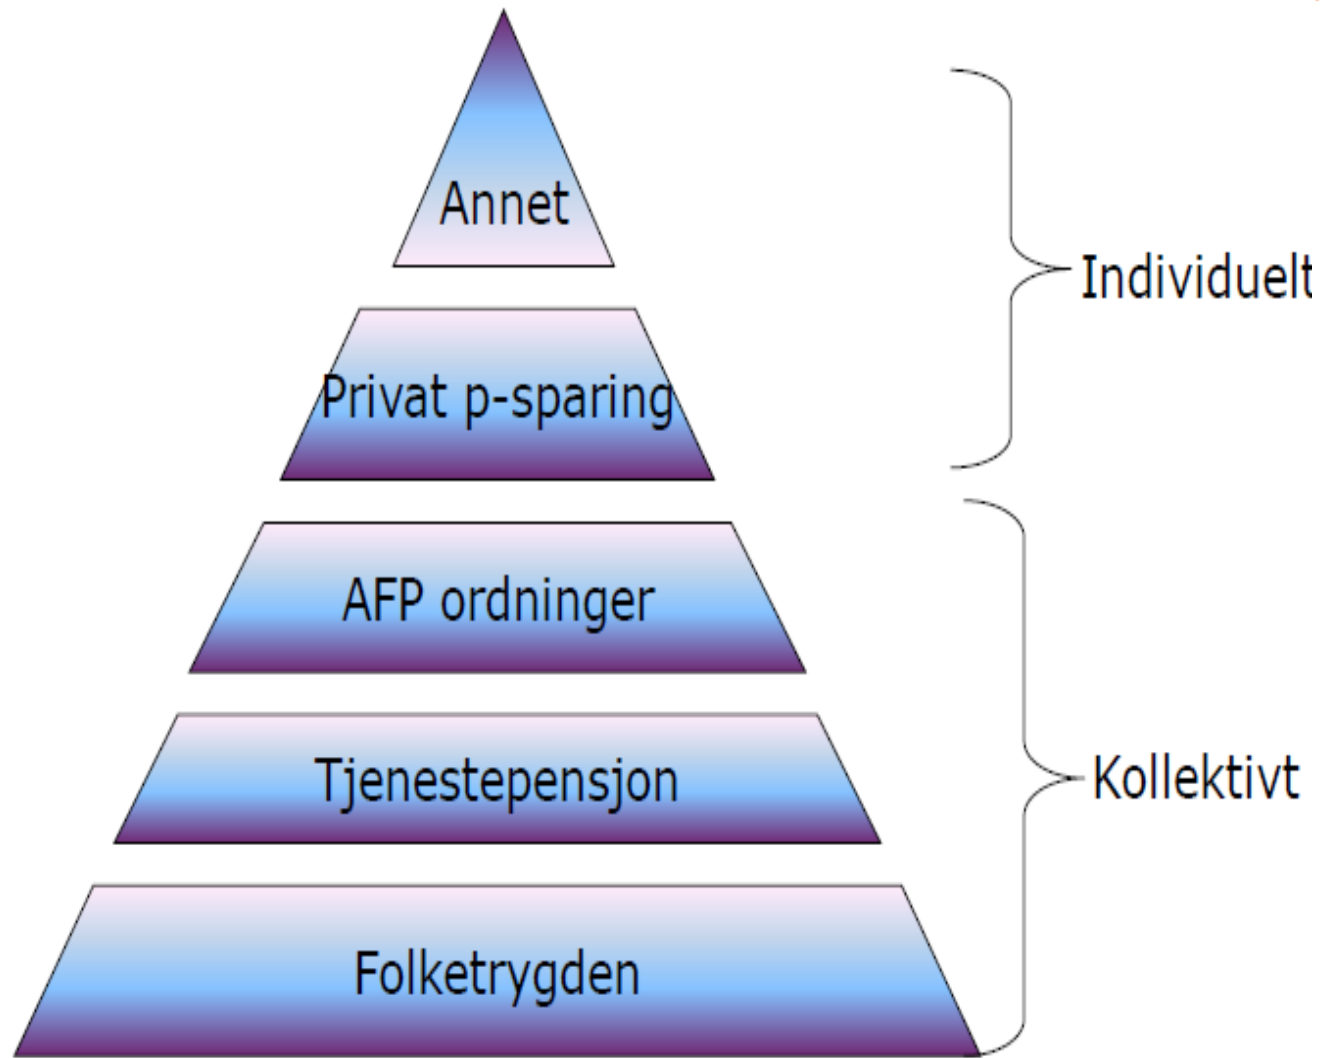 Annet
Individuelt
Privat p-sparing
AFP ordninger
Kollektivt
Tjenestepensjon
Folketrygden